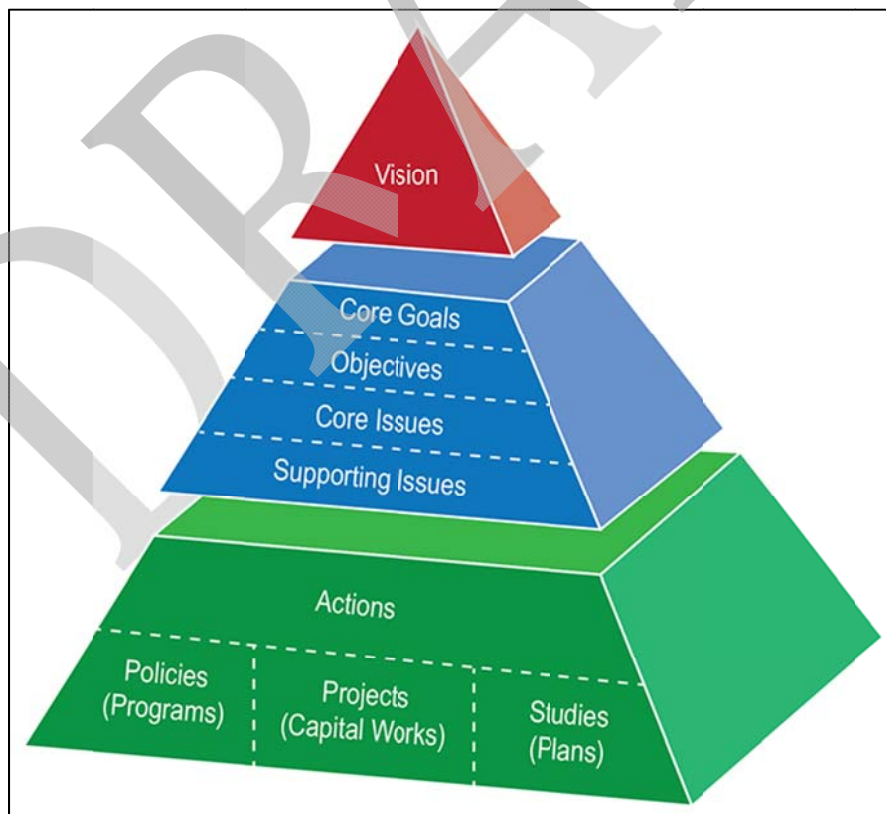 Vision
Core Goals
Objectives
Core Issues
Supporting Issues
Actions
Policies
(Programs)
Projects
(Capital Works)
Studies
(Plans)